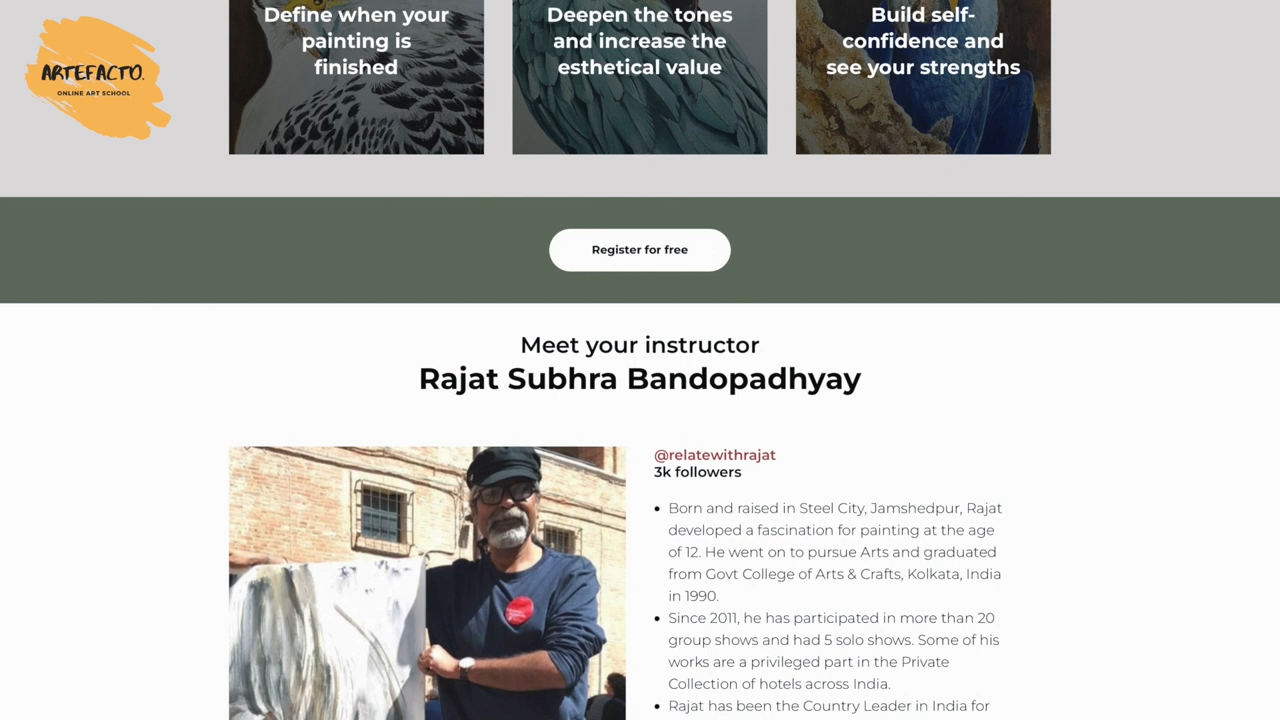 Define when your
painting is
finished
Deepen the tones
and increase the
esthetical value
Build self-
confidence and
see your strengths
ARTEFACTO.
ONLINE ART SCHOOL
Register for free
Meet your instructor
Rajat Subhra Bandopadhyay
@relatewithrajat
3k followers
• Born and raised in Steel City, Jamshedpur, Rajat
developed a fascination for painting at the age
of 12. He went on to pursue Arts and graduated
from Govt College of Arts & Crafts, Kolkata, India
in 1990.
• Since 2011, he has participated in more than 20
group shows and had 5 solo shows. Some of his
works are a privileged part in the Private
Collection of hotels across India.
• Rajat has been the Country Leader in India for